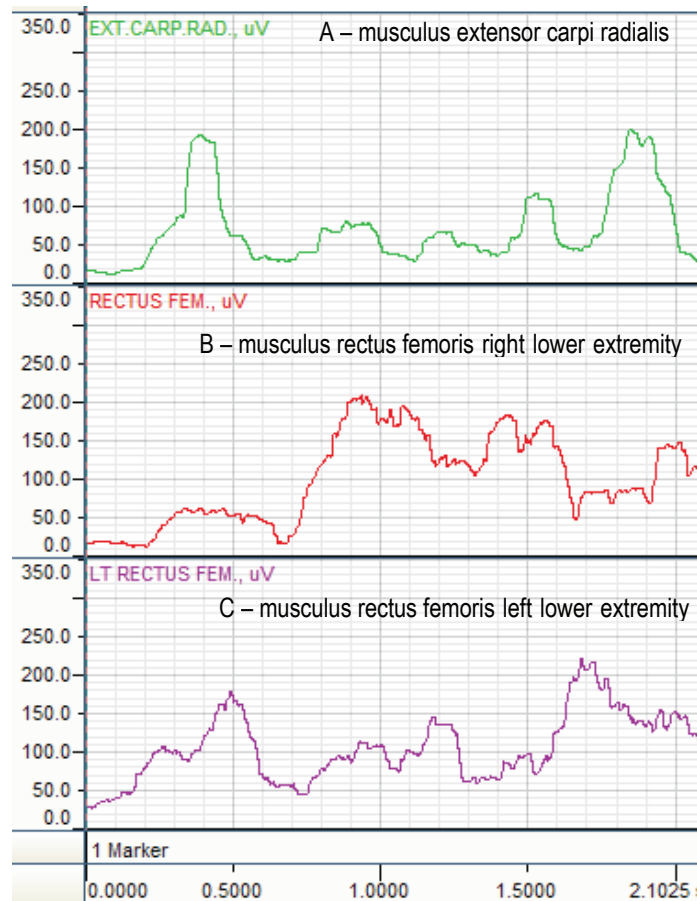 350.0 EXT.CARP.RAD., uV A – musculus extensor carpi radialis
250.0
200.0
150.0
100.0
50.0
0.0
350.0 RECTUS FEM., uV
B – musculus rectus femoris right lower extremity
250.0
200.0
150.0
100.0
50.0
0.0
350.0 LT RECTUS FEM., uV
C – musculus rectus femoris left lower extremity
250.0
200.0
150.0
100.0
50.0
0.0
1 Marker
0.0000 0.5000 1.0000 1.5000 2.1025 s